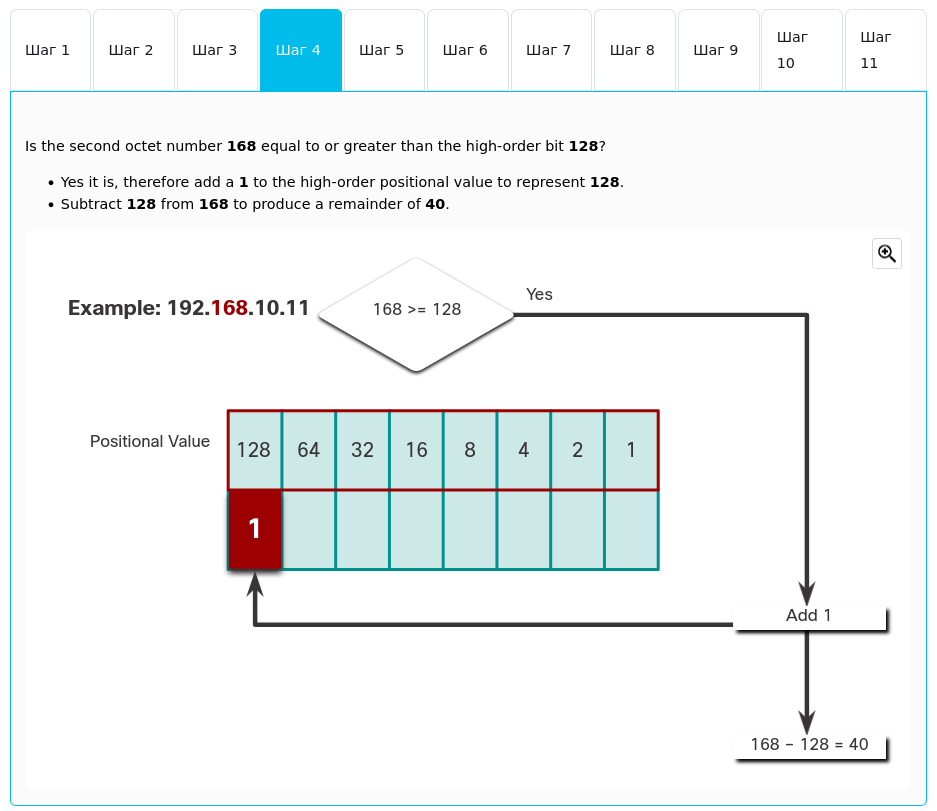 Шаг 1
Шаг 2
Шаг 3
Шаг 4
Шаг 5
Шаг 6
Шаг 7
Шаг 8
Шаг 9
Шаг
10
Шаг
11
Is the second octet number 168 equal to or greater than the high-order bit 128?
• Yes it is, therefore add a 1 to the high-order positional value to represent 128.
• Subtract 128 from 168 to produce a remainder of 40.
Example: 192.168.10.11
168 >= 128
Yes
Positional Value
128 64 32 16 8 4 2 1
1
Add 1
168 – 128 = 40